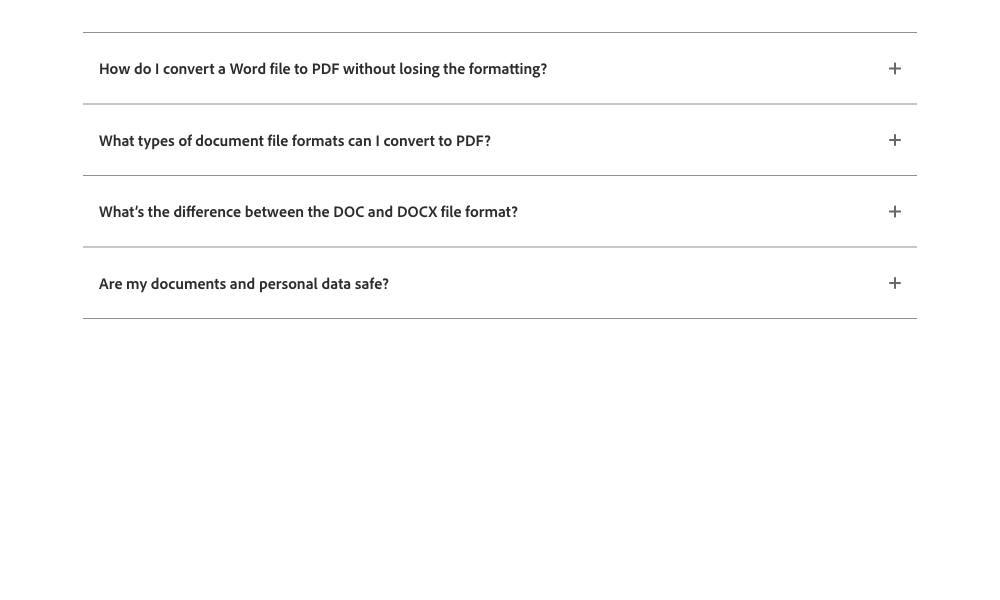 How do I convert a Word file to PDF without losing the formatting?
What types of document file formats can I convert to PDF?
What’s the difference between the DOC and DOCX file format?
Are my documents and personal data safe?